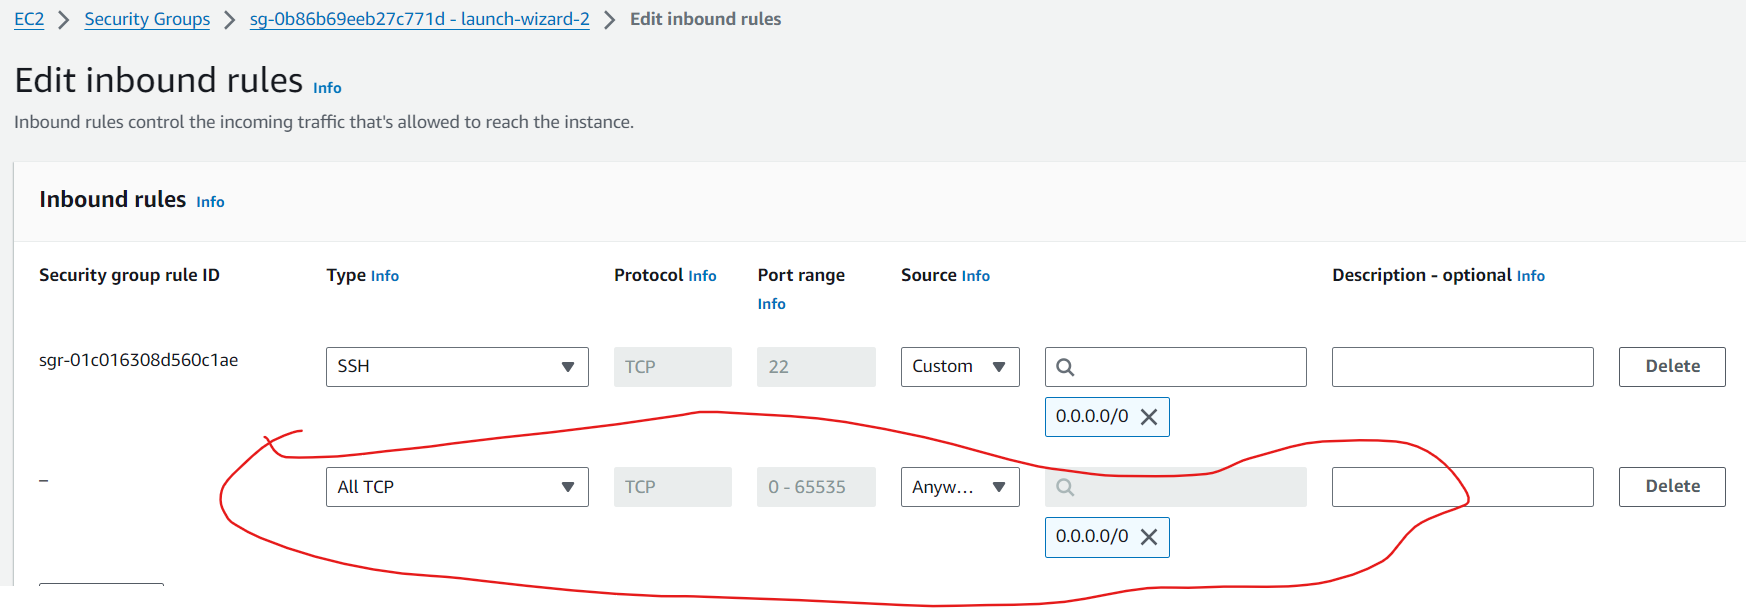 EC2 > Security Groups > sg-0b86b69eeb27c771d - launch-wizard-2 > Edit inbound rules
Edit inbound rules Info
Inbound rules control the incoming traffic that's allowed to reach the instance.
Inbound rules Info
Security group rule ID Type Info Protocol Info Port range Source Info Description - optional Info
Info
sgr-01c016308d560c1ae SSH TCP 22 Custom Delete
0.0.0.0/0
– All TCP TCP 0 - 65535 Anyw... Delete
0.0.0.0/0